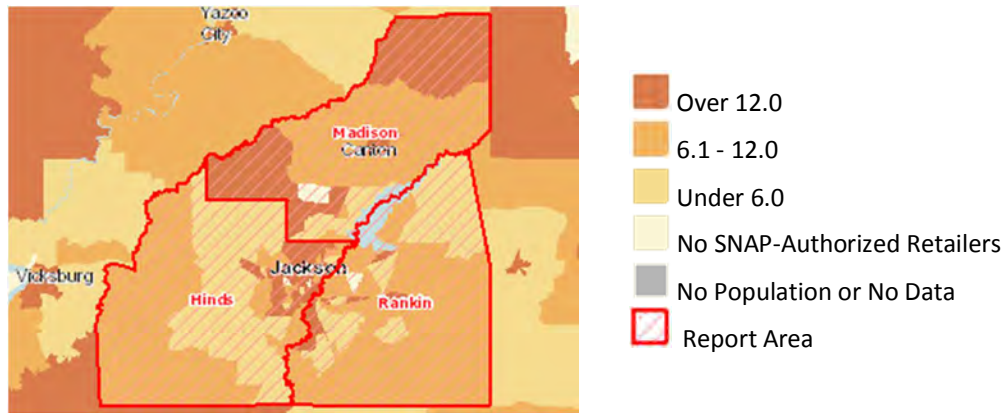 Yazoo
City
Madison
Canton
Jackson
Vicksburg
Hinds
Rankin
Over 12.0
6.1 - 12.0
Under 6.0
No SNAP-Authorized Retailers
No Population or No Data
Report Area